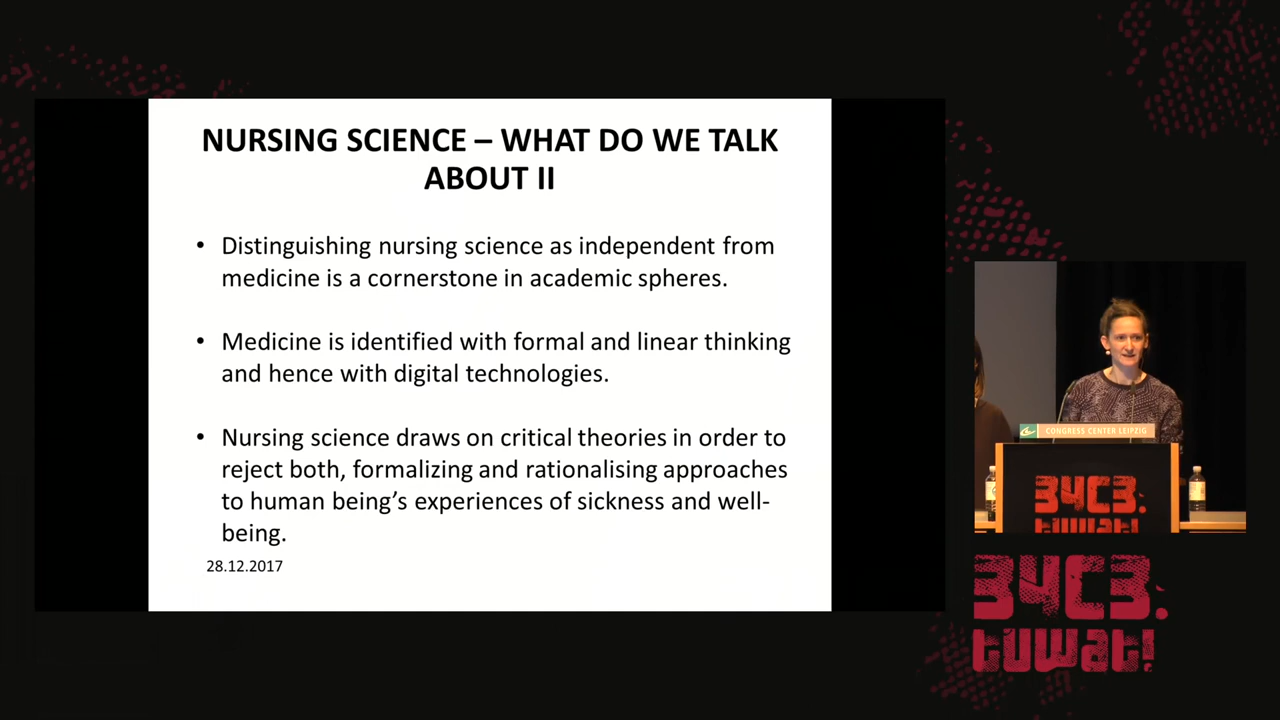 NURSING SCIENCE – WHAT DO WE TALK
ABOUT II
• Distinguishing nursing science as independent from
medicine is a cornerstone in academic spheres.
• Medicine is identified with formal and linear thinking
and hence with digital technologies.
• Nursing science draws on critical theories in order to
reject both, formalizing and rationalising approaches
to human being’s experiences of sickness and well-
being.
28.12.2017
CONGRESS CENTER LEIPZIG
34C3.
tuwat!
34C3.
tuwat!